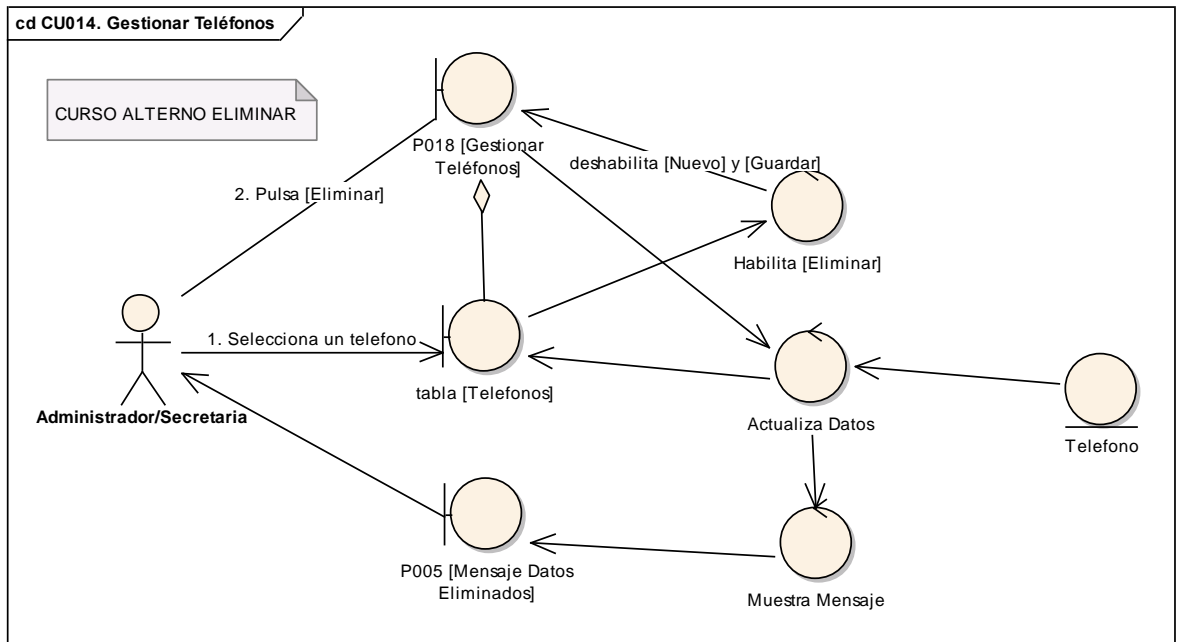 cd CU014. Gestionar Teléfonos
CURSO ALTERNO ELIMINAR
P018 [Gestionar
Teléfonos]
deshabilita [Nuevo] y [Guardar]
2. Pulsa [Eliminar]
Habilita [Eliminar]
1. Selecciona un telefono
tabla [Telefonos]
Administrador/Secretaria
Actualiza Datos
Telefono
P005 [Mensaje Datos
Eliminados]
Muestra Mensaje